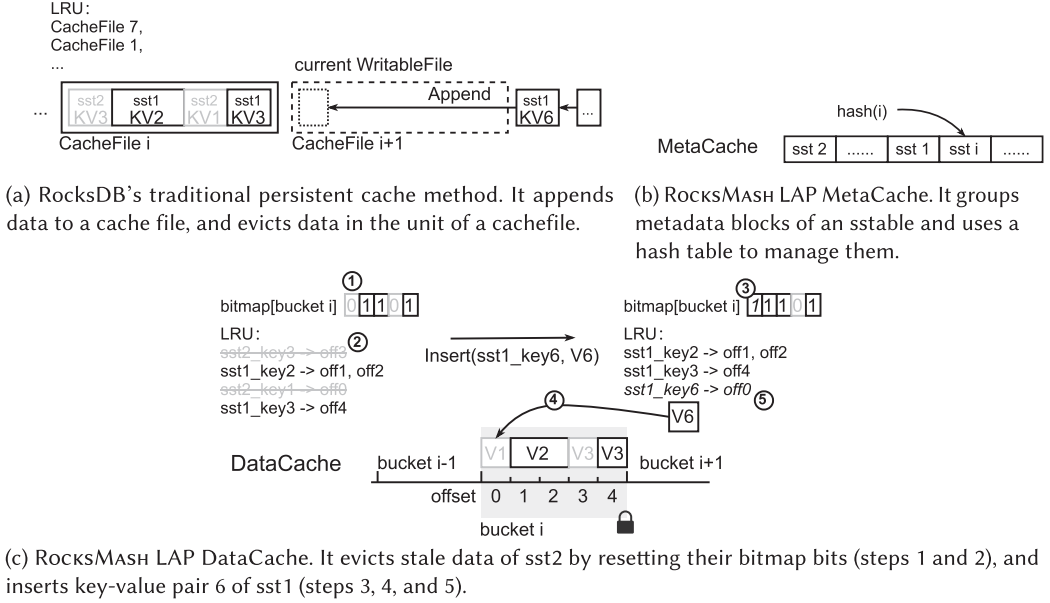 LRU:
CacheFile 7,
CacheFile 1,
...
current WritableFile
...
sst2 KV3
sst1 KV2
sst2 KV1
sst1 KV3
Append
sst1 KV6
...
CacheFile i
CacheFile i+1
(a) RocksDB's traditional persistent cache method. It appends
data to a cache file, and evicts data in the unit of a cachefile.
hash(i)
MetaCache
sst 2
......
sst 1
sst i
......
(b) RocksMash LAP MetaCache. It groups
metadata blocks of an sstable and uses a
hash table to manage them.
1
bitmap[bucket i] 0 1 1 0 1
LRU:
2
sst2_key3 -> off3
sst1_key2 -> off1, off2
sst2_key1 -> off0
sst1_key3 -> off4
Insert(sst1_key6, V6)
3
bitmap[bucket i] 1 1 1 0 1
LRU:
sst1_key2 -> off1, off2
sst1_key3 -> off4
sst1_key6 -> off0
5
4
V6
DataCache
bucket i-1
V1 V2 V3 V3
bucket i+1
offset 0 1 2 3 4
bucket i
(c) RocksMash LAP DataCache. It evicts stale data of sst2 by resetting their bitmap bits (steps 1 and 2), and
inserts key-value pair 6 of sst1 (steps 3, 4, and 5).